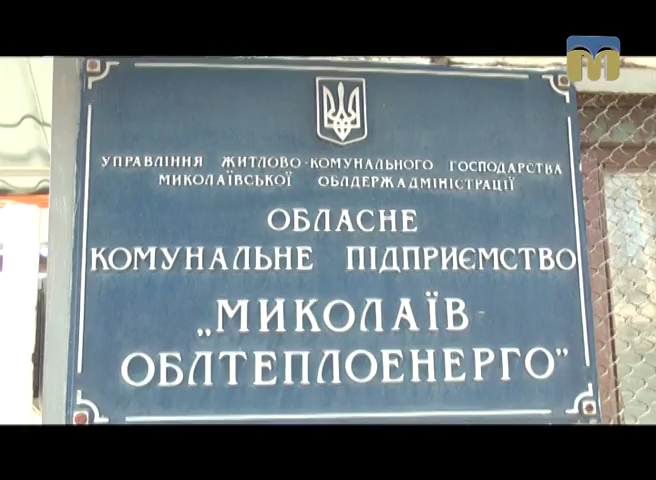 УПРАВЛІННЯ ЖИТЛОВО-КОМУНАЛЬНОГО ГОСПОДАРСТВА
МИКОЛАЇВСЬКОЇ ОБЛДЕРЖАДМІНІСТРАЦІЇ
ОБЛАСНЕ
КОМУНАЛЬНЕ ПІДПРИЄМСТВО
„МИКОЛАЇВ
ОБЛТЕПЛОЕНЕРГО”